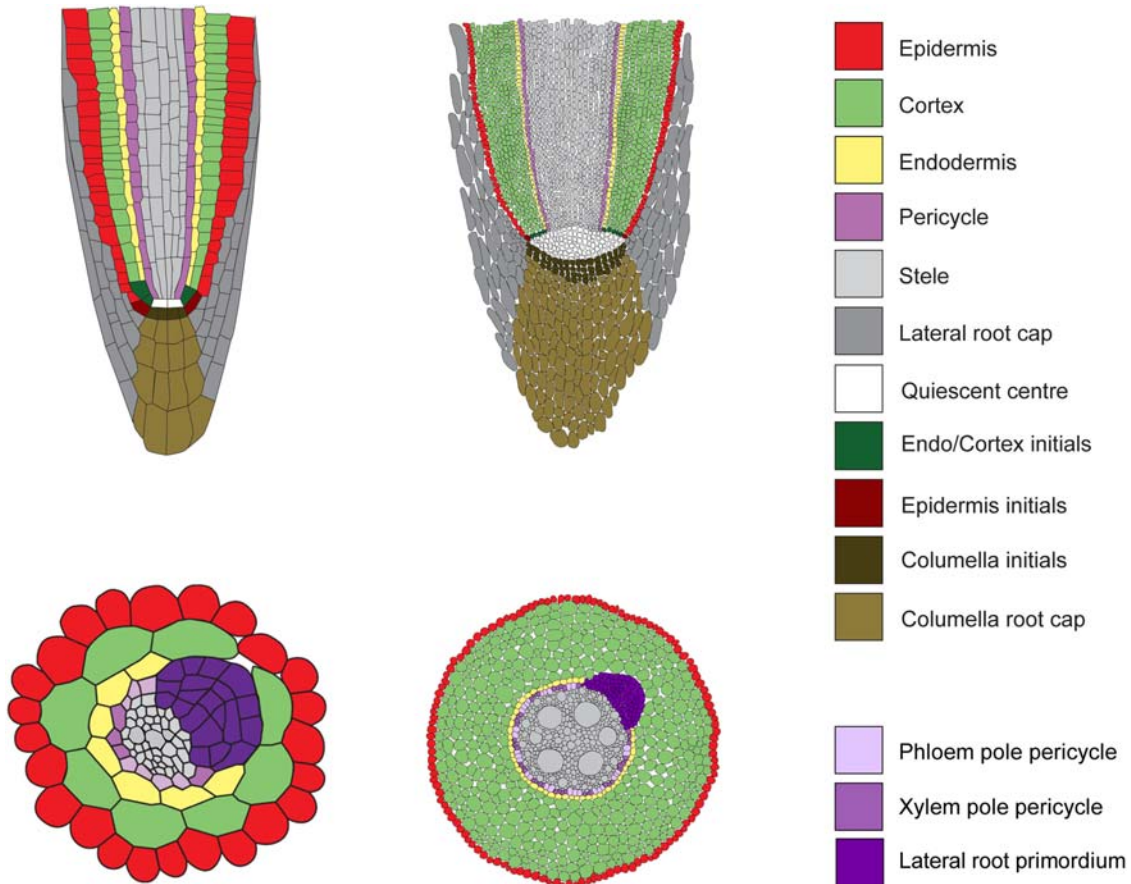 Epidermis
Cortex
Endodermis
Pericycle
Stele
Lateral root cap
Quiescent centre
Endo/Cortex initials
Epidermis initials
Columella initials
Columella root cap
Phloem pole pericycle
Xylem pole pericycle
Lateral root primordium